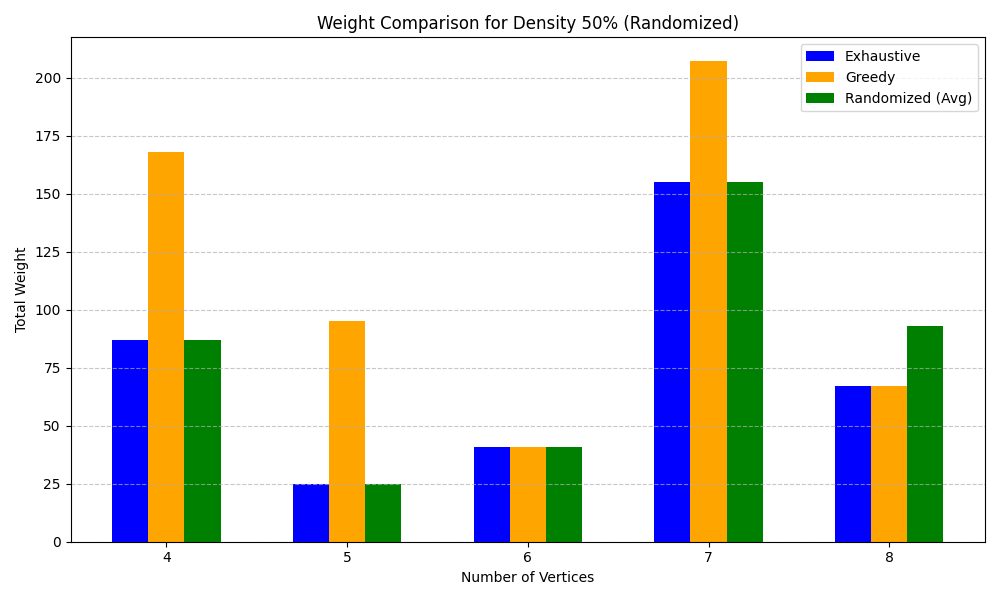 Weight Comparison for Density 50% (Randomized)
Exhaustive
Greedy
Randomized (Avg)
Total Weight
200
175
150
125
100
75
50
25
0
4 5 6 7 8
Number of Vertices